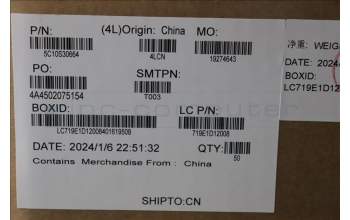 P/N: (4L)Origin: China MO:
5C10S30664 4LCN 19274643
PO: SMTPN:
4A4502075154 T003
BOXID: LC P/N:
LC719E1D12008401619508 719E1D12008
DATE: 2024/1/6 22:51:32 QTY:
50
Contains Merchandise From : China
SHIPTO:CN
净重: WEIG
DATE: 2024
BOXID:
LC719E1D12